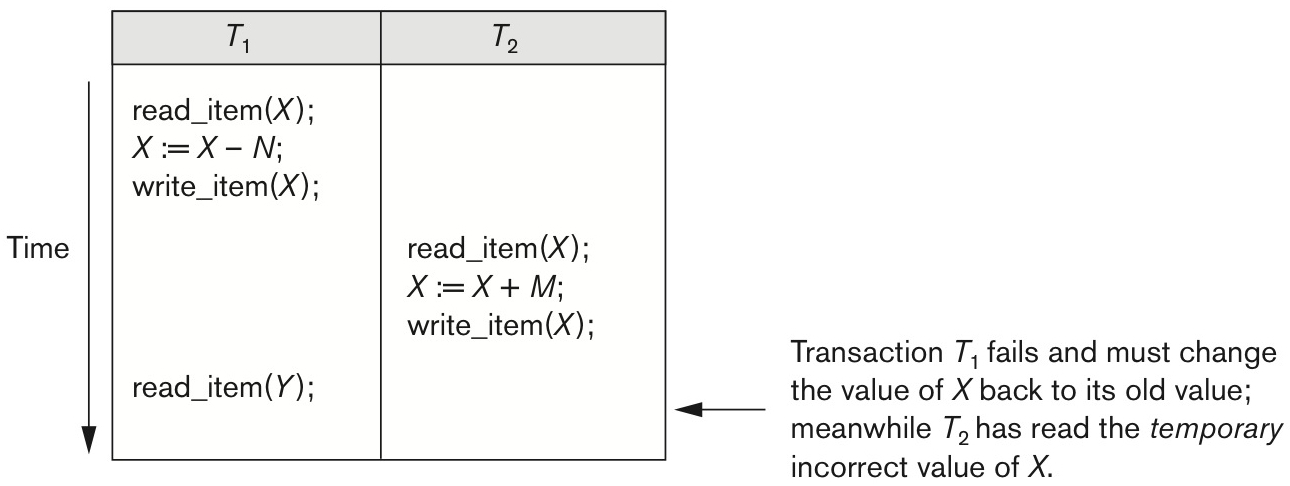 T₁ T₂
read_item(X);
X := X – N;
write_item(X);
Time
read_item(X);
X := X + M;
write_item(X);
read_item(Y);
Transaction T₁ fails and must change
the value of X back to its old value;
meanwhile T₂ has read the temporary
incorrect value of X.